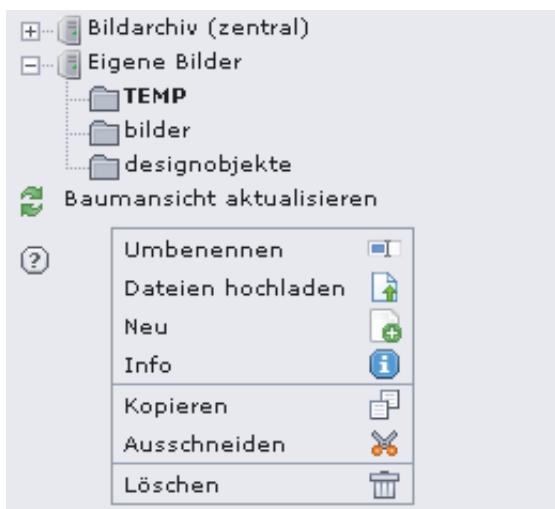 Bildarchiv (zentral)
Eigene Bilder
TEMP
bilder
designobjekte
Baumansicht aktualisieren
?
Umbenennen
Dateien hochladen
Neu
Info
Kopieren
Ausschneiden
Löschen